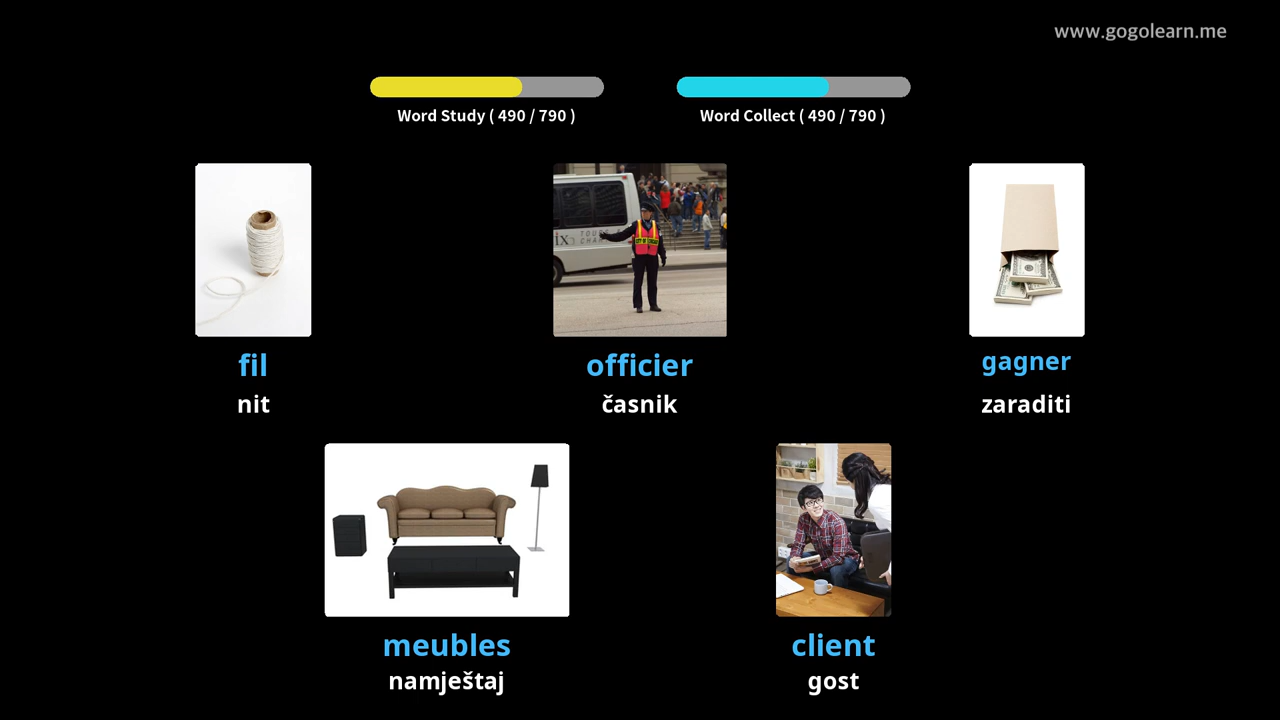 www.gogolearn.me
Word Study ( 490 / 790 )
Word Collect ( 490 / 790 )
fil
nit
officier
časnik
gagner
zaraditi
meubles
namještaj
client
gost